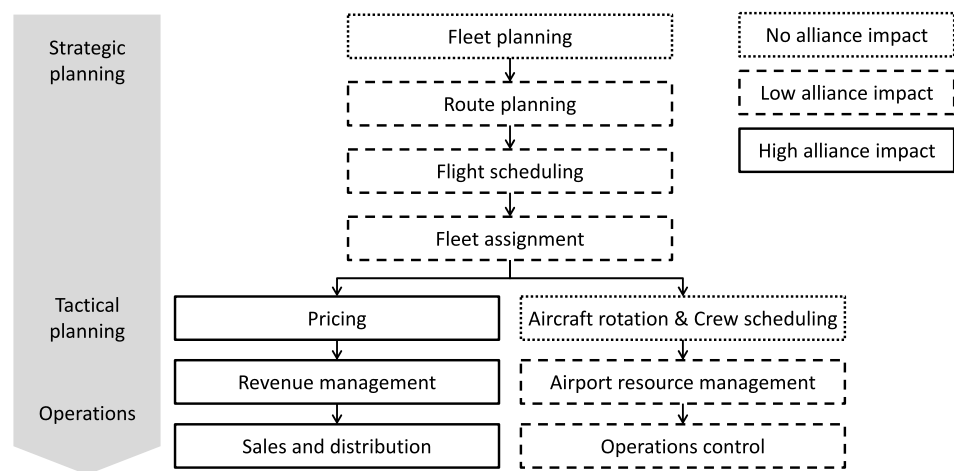 Strategic
planning
Fleet planning
No alliance impact
Route planning
Low alliance impact
Flight scheduling
High alliance impact
Fleet assignment
Tactical
planning
Pricing
Aircraft rotation & Crew scheduling
Revenue management
Airport resource management
Operations
Sales and distribution
Operations control